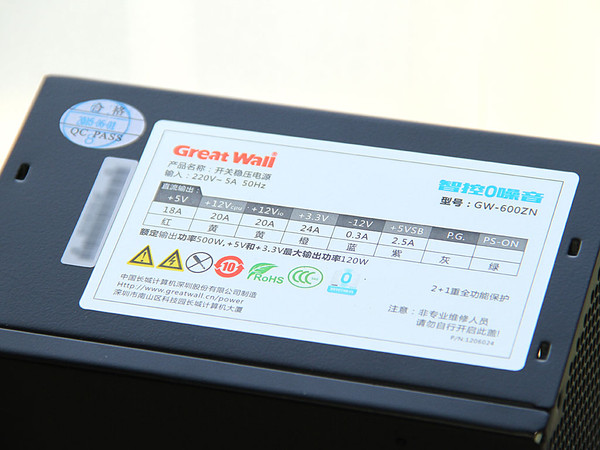 合 格
QC PASS
Great Wall
产品名称：开关稳压电源
输入：220V~ 5A 50Hz
智控0噪音
型号：GW-600ZN
直流输出 +5V +12Vcpu +12Vio +3.3V -12V +5VSB P.G. PS-ON
18A 20A 20A 24A 0.3A 2.5A
红 黄 黄 橙 蓝 紫 灰 绿
额定输出功率500W,+5V和+3.3V最大输出功率120W
10
RoHS
CCC
0
2+1重全功能保护
中国长城计算机深圳股份有限公司制造
Http://www.greatwall.cn/power
深圳市南山区科技园长城计算机大厦
注意：非专业维修人员
请勿自行开启此盖!
P/N:1206024